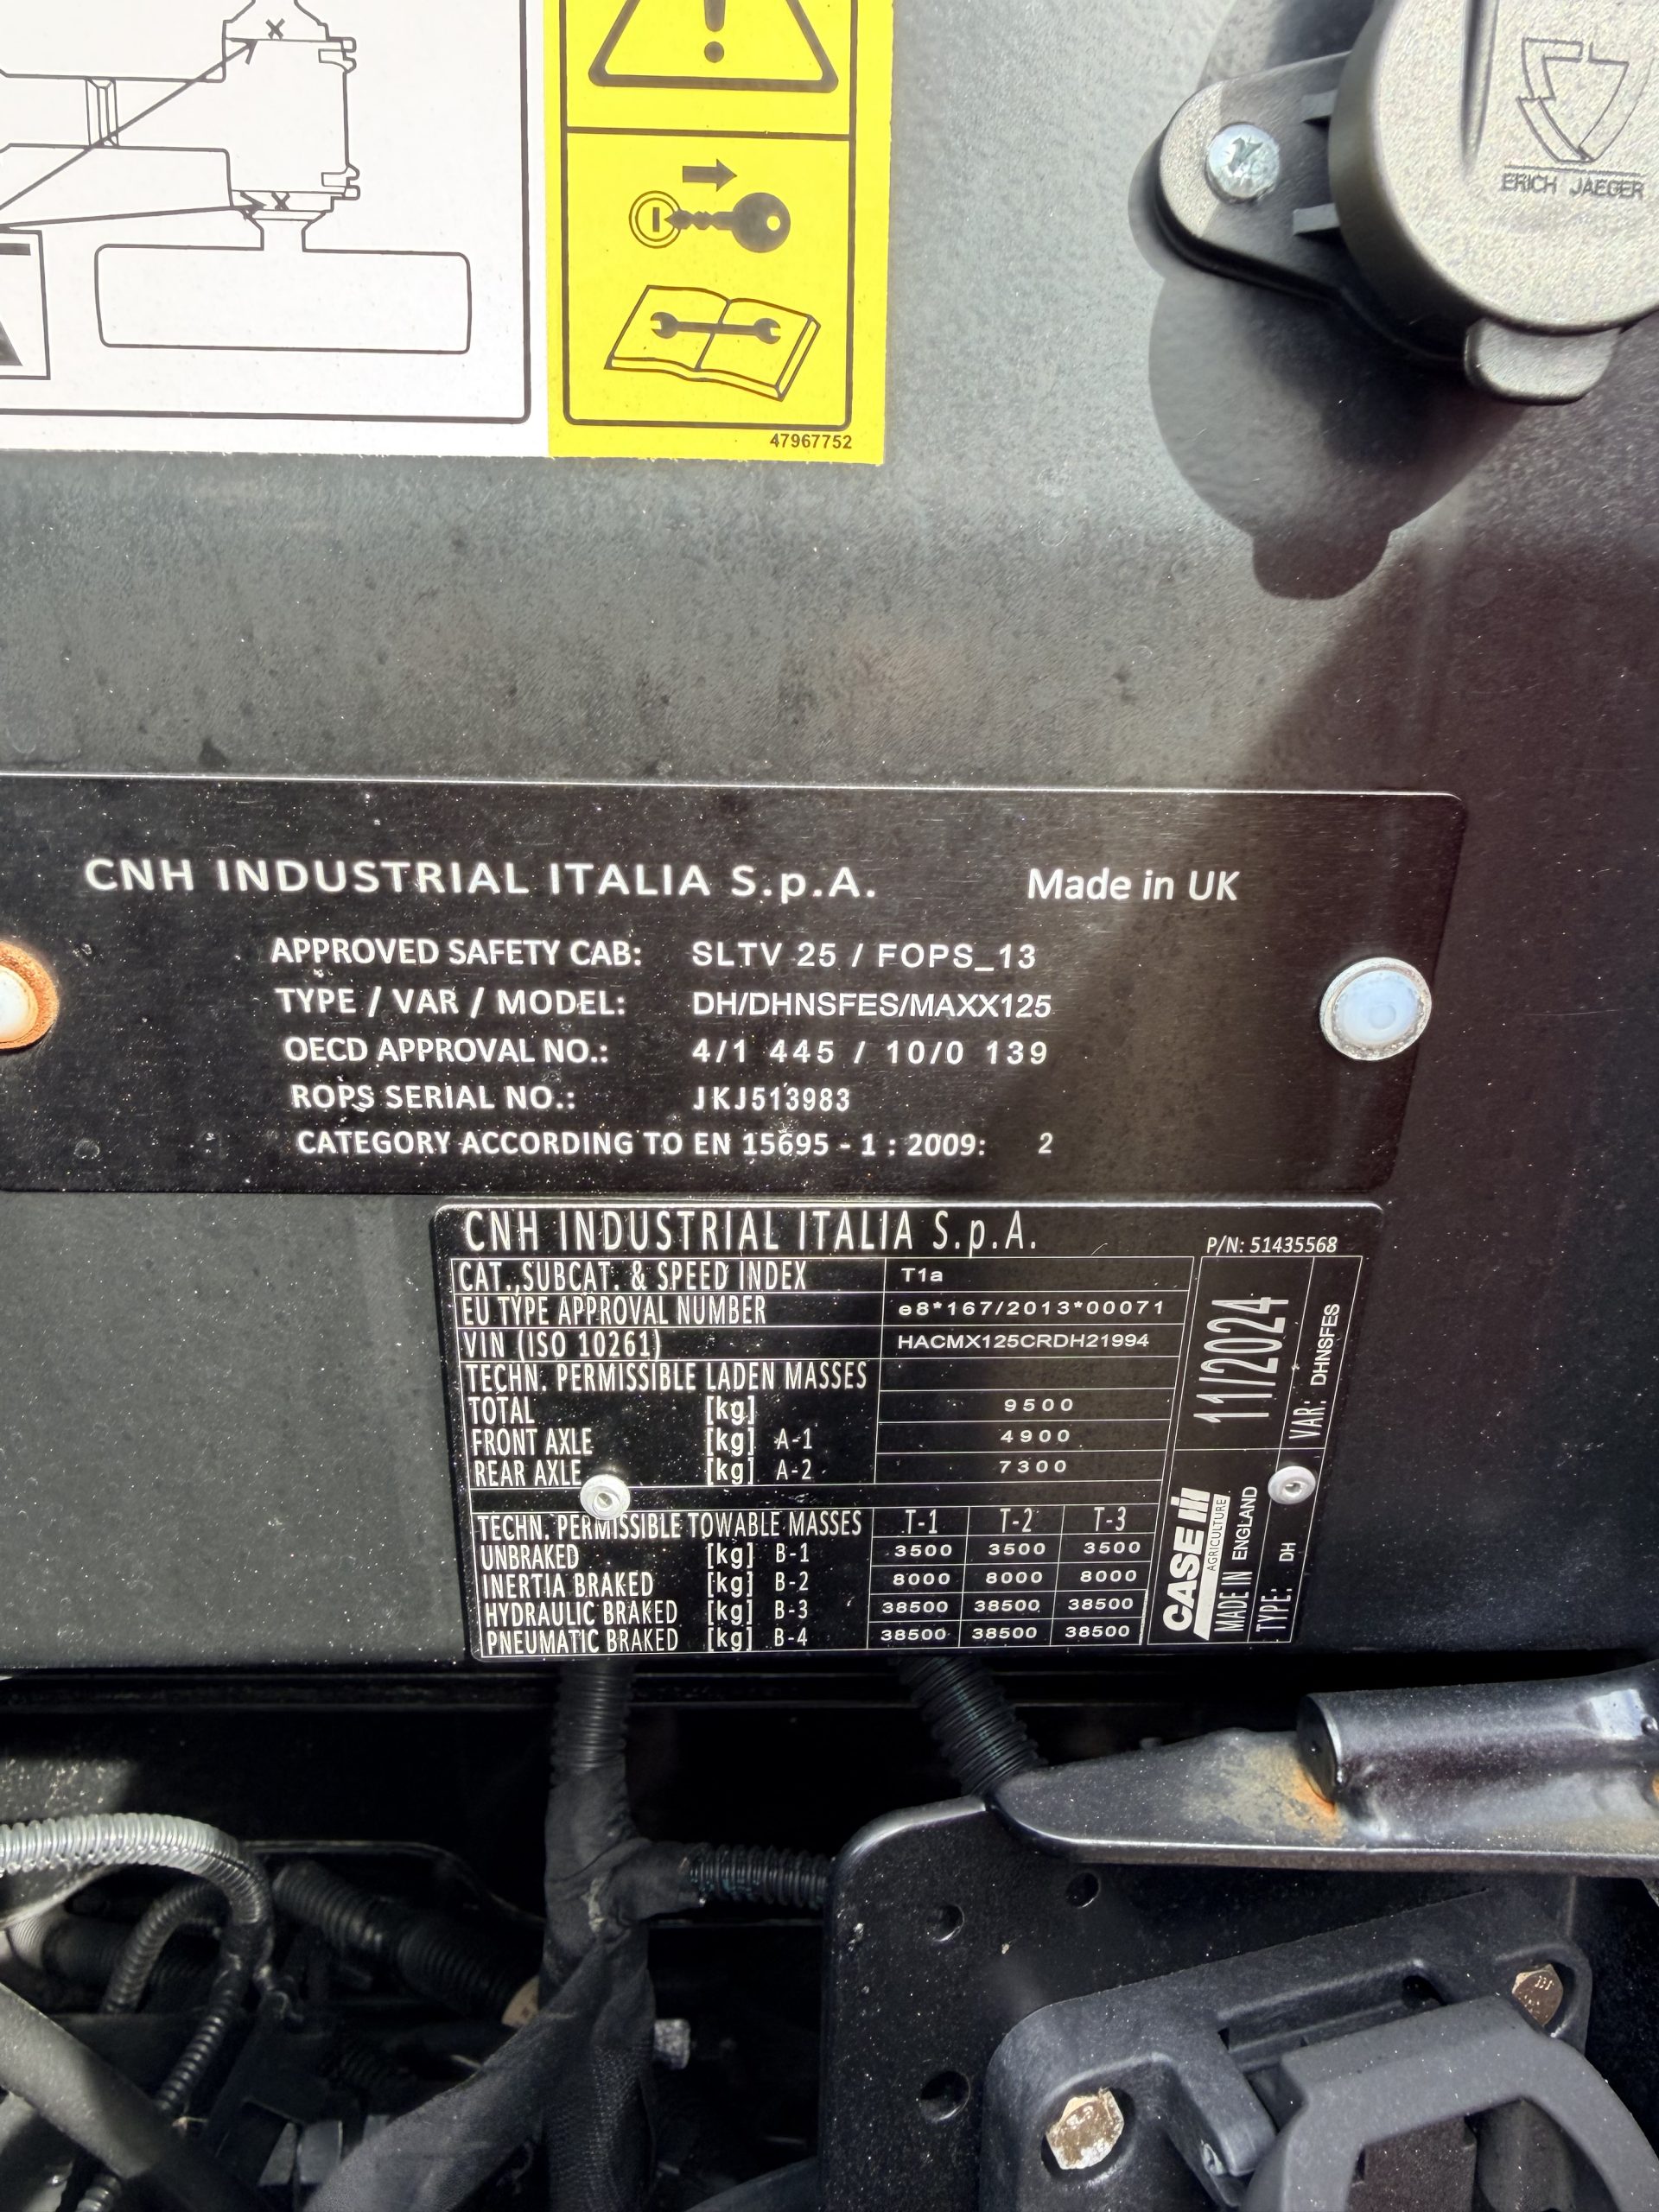 ERICH JAEGER
47967752
CNH INDUSTRIAL ITALIA S.p.A. Made in UK
APPROVED SAFETY CAB: SLTV 25 / FOPS_13
TYPE / VAR / MODEL: DH/DHNSFES/MAXX125
OECD APPROVAL NO.: 4/1 445 / 10/0 139
ROPS SERIAL NO.: JKJ513983
CATEGORY ACCORDING TO EN 15695 - 1 : 2009: 2
CNH INDUSTRIAL ITALIA S.p.A.
P/N: 51435568
CAT.,SUBCAT. & SPEED INDEX T1a
EU TYPE APPROVAL NUMBER e8*167/2013*00071
VIN (ISO 10261) HACMX125CRDH21994
TECHN. PERMISSIBLE LADEN MASSES
TOTAL [kg] 9500
FRONT AXLE [kg] A-1 4900
REAR AXLE [kg] A-2 7300
TECHN. PERMISSIBLE TOWABLE MASSES T-1 T-2 T-3
UNBRAKED [kg] B-1 3500 3500 3500
INERTIA BRAKED [kg] B-2 8000 8000 8000
HYDRAULIC BRAKED [kg] B-3 38500 38500 38500
PNEUMATIC BRAKED [kg] B-4 38500 38500 38500
11/2024
VAR.: DHNSFES
CASE IH
AGRICULTURE
MADE IN ENGLAND
TYPE: DH